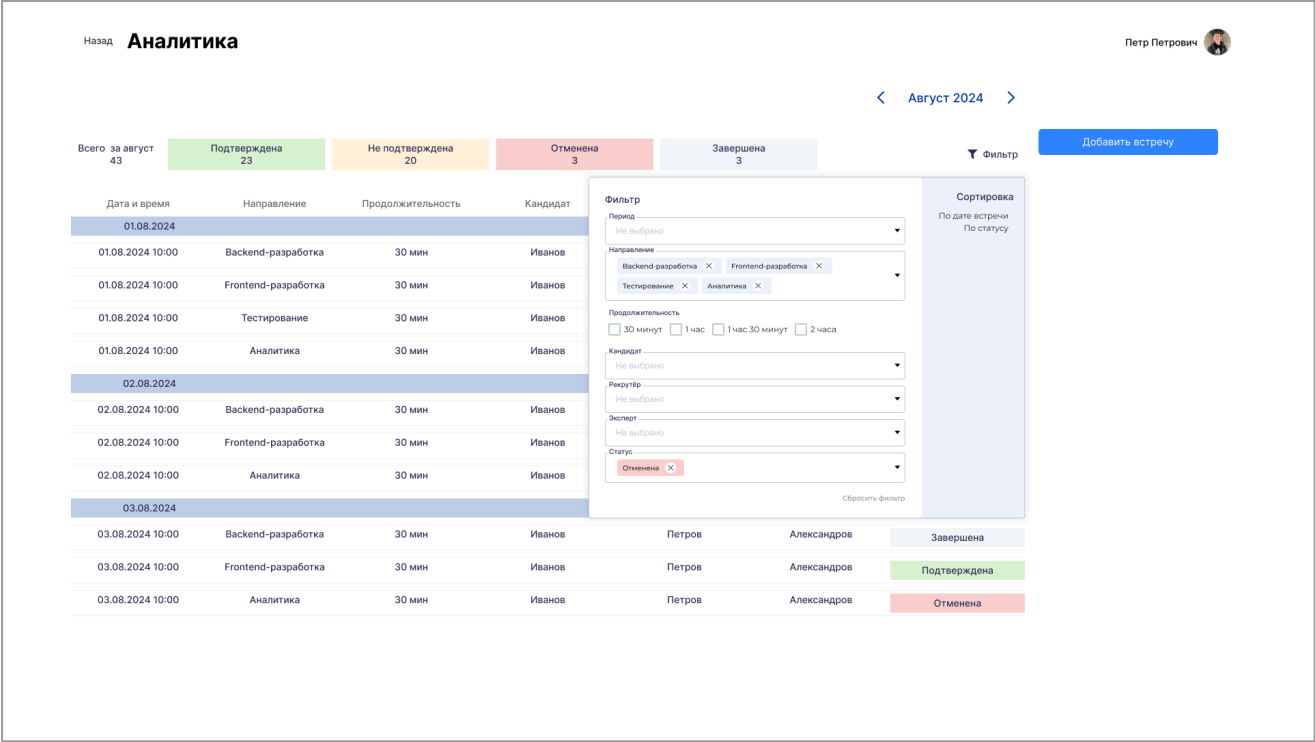 Назад Аналитика Петр Петрович
Август 2024
Всего за август Подтверждена Не подтверждена Отменена Завершена
43 23 20 3 3
Фильтр
Добавить встречу
Дата и время Направление Продолжительность Кандидат
01.08.2024
01.08.2024 10:00 Backend-разработка 30 мин Иванов
01.08.2024 10:00 Frontend-разработка 30 мин Иванов
01.08.2024 10:00 Тестирование 30 мин Иванов
01.08.2024 10:00 Аналитика 30 мин Иванов
02.08.2024
02.08.2024 10:00 Backend-разработка 30 мин Иванов
02.08.2024 10:00 Frontend-разработка 30 мин Иванов
02.08.2024 10:00 Аналитика 30 мин Иванов
03.08.2024
03.08.2024 10:00 Backend-разработка 30 мин Иванов Петров Александров Завершена
03.08.2024 10:00 Frontend-разработка 30 мин Иванов Петров Александров Подтверждена
03.08.2024 10:00 Аналитика 30 мин Иванов Петров Александров Отменена
Фильтр
Период
Не выбрано
Направление
Backend-разработка Frontend-разработка
Тестирование Аналитика
Продолжительность
30 минут 1 час 1 час 30 минут 2 часа
Кандидат
Не выбрано
Рекрутёр
Не выбрано
Эксперт
Не выбрано
Статус
Отменена
Сбросить фильтр
Сортировка
По дате встречи
По статусу